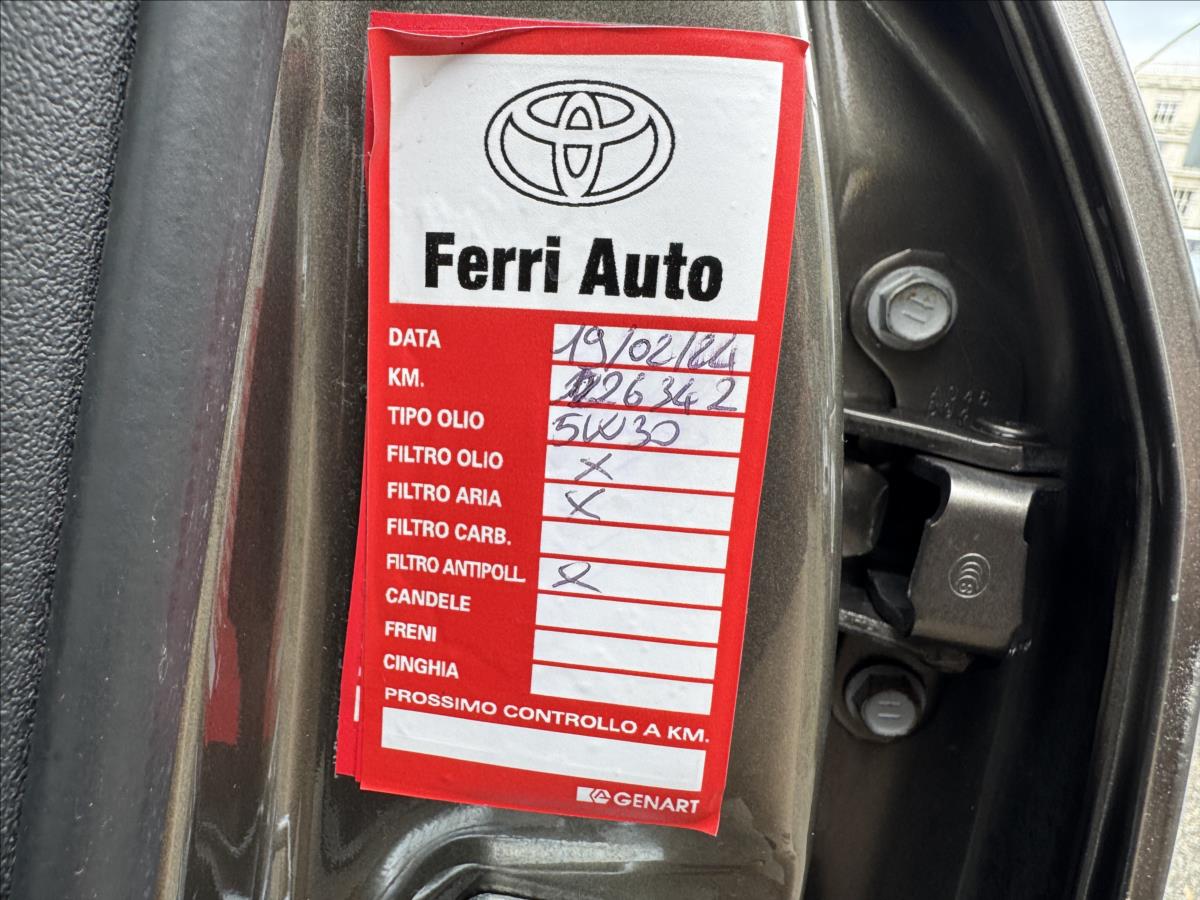 Ferri Auto
DATA 19/02/24
KM. 126342
TIPO OLIO 5W30
FILTRO OLIO X
FILTRO ARIA X
FILTRO CARB.
FILTRO ANTIPOLL X
CANDELE
FRENI
CINGHIA
PROSSIMO CONTROLLO A KM.
GENART